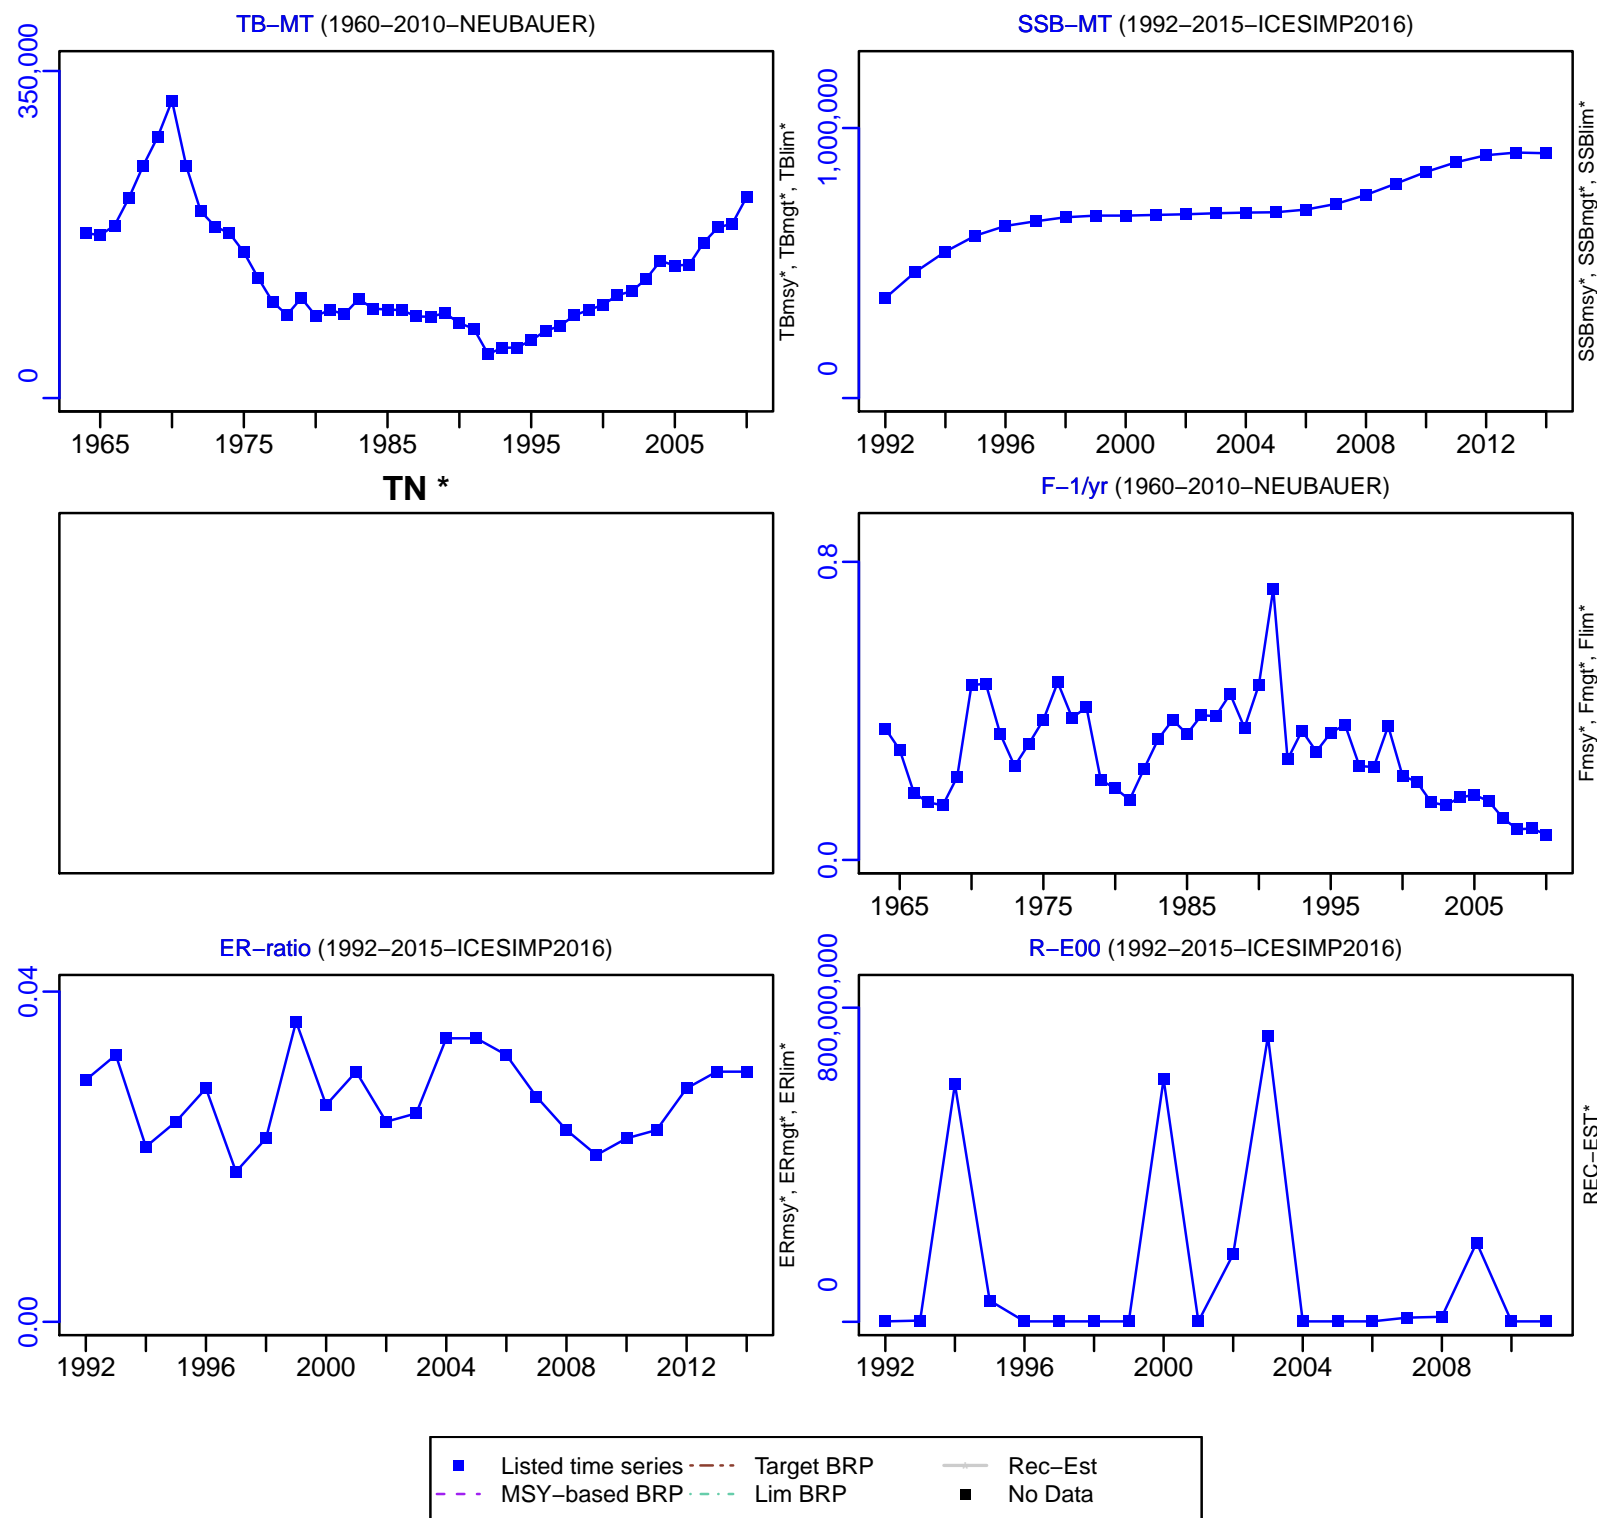 TB−MT (1960−2010−NEUBAUER)
350,000
0
1965 1975 1985 1995 2005
TBmsy*, TBmgt*, TBlim*
SSB−MT (1992−2015−ICESIMP2016)
1,000,000
0
1992 1996 2000 2004 2008 2012
SSBmsy*, SSBmgt*, SSBlim*
TN *
F−1/yr (1960−2010−NEUBAUER)
0.8
0.0
1965 1975 1985 1995 2005
Fmsy*, Fmgt*, Flim*
ER−ratio (1992−2015−ICESIMP2016)
0.04
0.00
1992 1996 2000 2004 2008 2012
ERmsy*, ERmgt*, ERlim*
R−E00 (1992−2015−ICESIMP2016)
800,000,000
0
1992 1996 2000 2004 2008
REC−EST*
Listed time series Target BRP Rec−Est
MSY−based BRP Lim BRP No Data